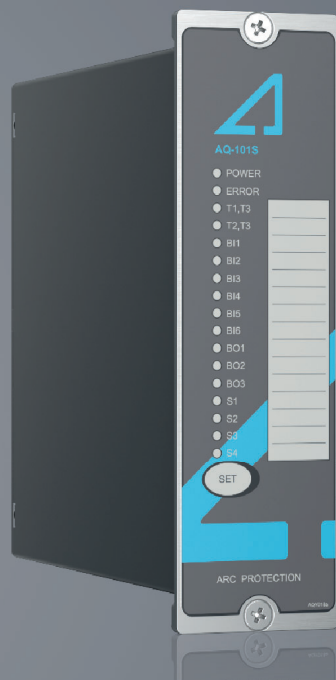 AQ-101S
POWER
ERROR
T1,T3
T2,T3
BI1
BI2
BI3
BI4
BI5
BI6
BO1
BO2
BO3
S1
S2
S3
S4
SET
ARC PROTECTION